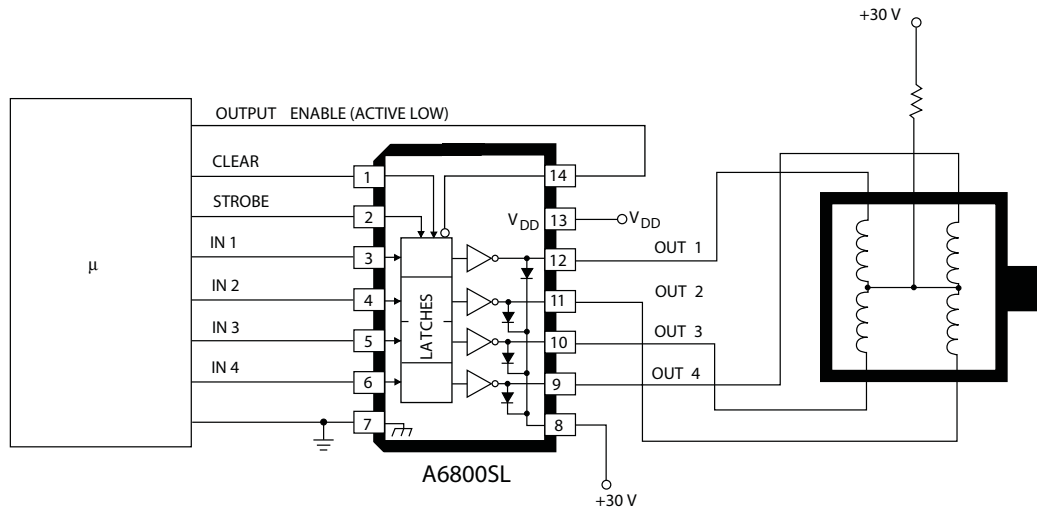 +30 V
OUTPUT ENABLE (ACTIVE LOW)
CLEAR
1
14
STROBE
2
V DD
13
V DD
IN 1
3
12
OUT 1
μ
IN 2
4
LATCHES
11
OUT 2
IN 3
5
10
OUT 3
IN 4
6
9
OUT 4
7
8
A6800SL
+30 V